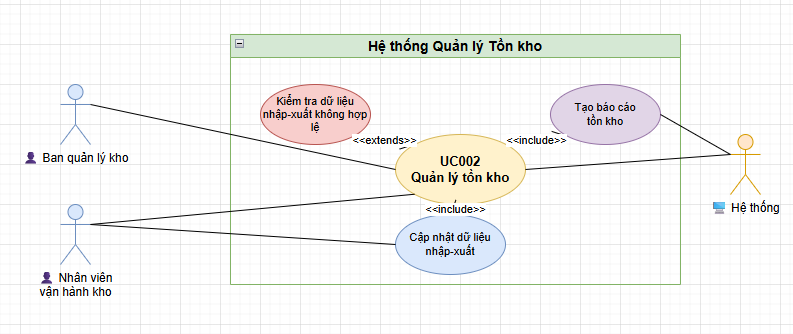 Hệ thống Quản lý Tồn kho
Kiểm tra dữ liệu
nhập-xuất không hợp
lệ
Tạo báo cáo
tồn kho
<<extends>>
<<include>>
Ban quản lý kho
UC002
Quản lý tồn kho
Hệ thống
<<include>>
Cập nhật dữ liệu
nhập-xuất
Nhân viên
vận hành kho